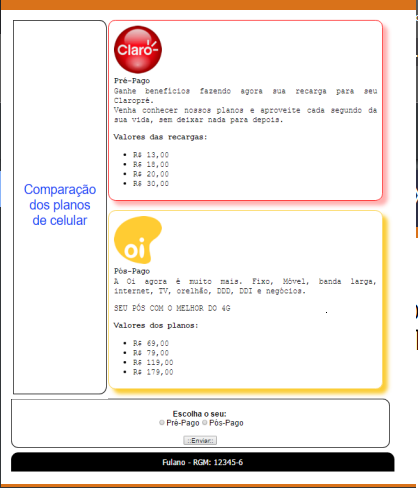 Comparação
dos planos
de celular
Claro
Pré-Pago
Ganhe benefícios fazendo agora sua recarga para seu
Claropré.
Venha conhecer nossos planos e aproveite cada segundo da
sua vida, sem deixar nada para depois.
Valores das recargas:
R$ 13,00
R$ 18,00
R$ 20,00
R$ 30,00
oi
Pós-Pago
A Oi agora é muito mais. Fixo, Móvel, banda larga,
internet, TV, orelhão, DDD, DDI e negócios.
SEU PÓS COM O MELHOR DO 4G
Valores dos planos:
R$ 69,00
R$ 79,00
R$ 119,00
R$ 179,00
Escolha o seu:
Pré-Pago Pós-Pago
::Enviar::
Fulano - RGM: 12345-6